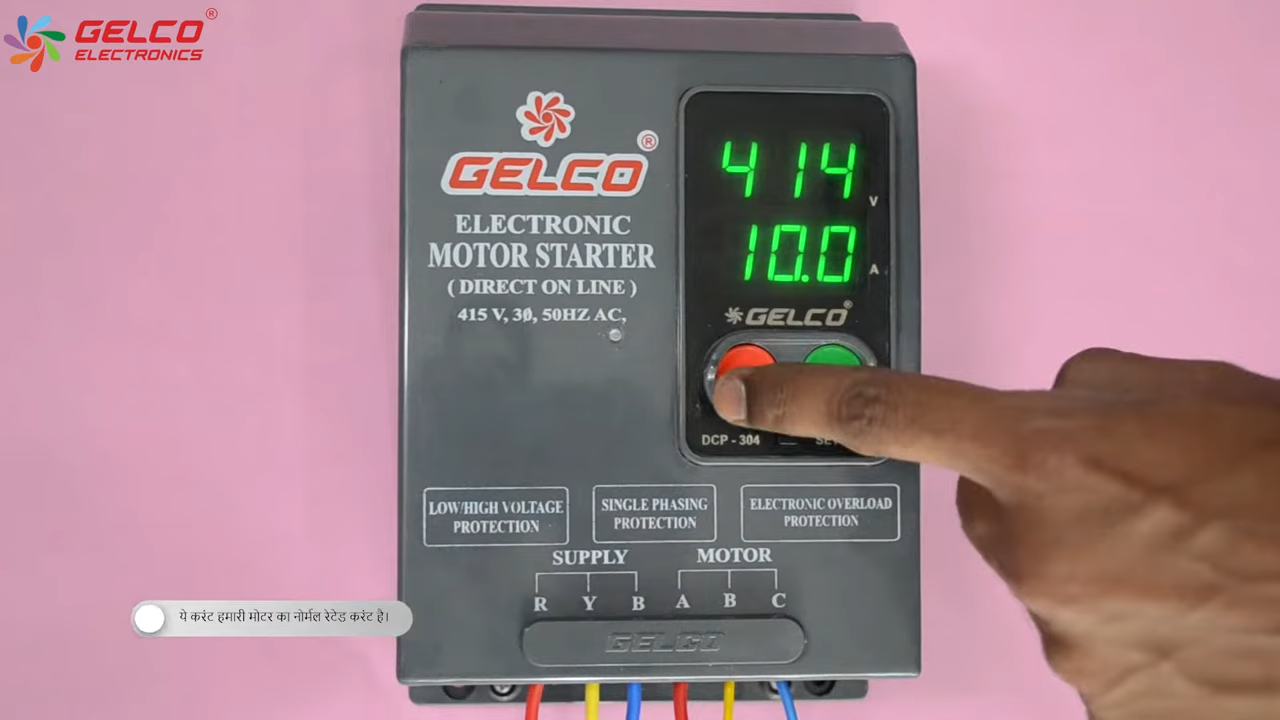 GELCO®
ELECTRONICS
GELCO®
ELECTRONIC
MOTOR STARTER
( DIRECT ON LINE )
415 V, 3Ø, 50HZ AC,
414 V
10.0 A
GELCO®
DCP - 304
LOW/HIGH VOLTAGE
PROTECTION
SINGLE PHASING
PROTECTION
ELECTRONIC OVERLOAD
PROTECTION
SUPPLY MOTOR
R Y B A B C
GELCO
ये करंट हमारी मोटर का नोर्मल रेटेड करंट है।